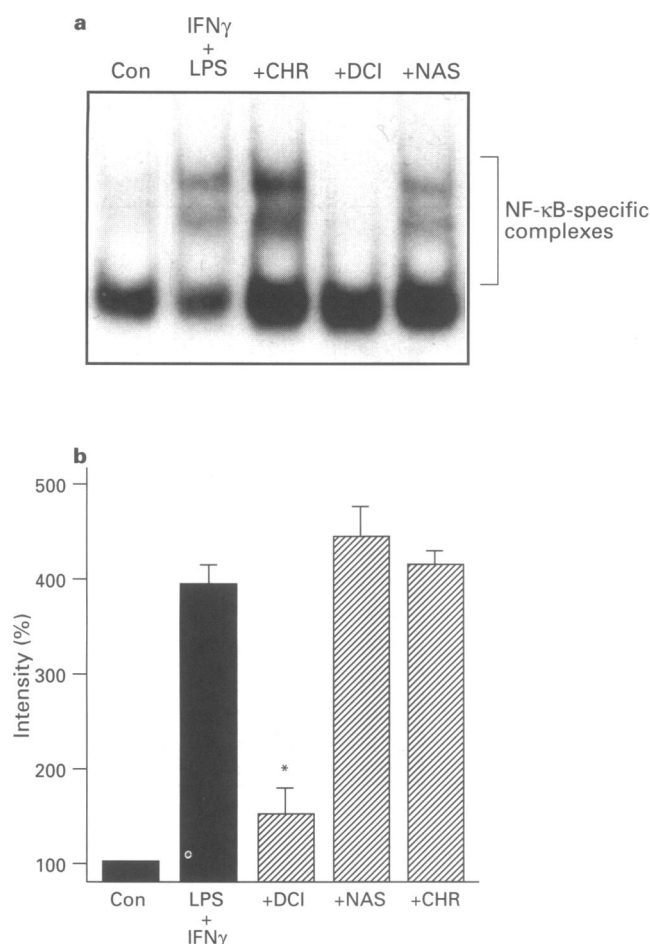 a
IFNγ
+
LPS
Con
+CHR
+DCI
+NAS
NF-κB-specific
complexes
b
Intensity (%)
500
400
300
200
100
*
Con
LPS
+
IFNγ
+DCI
+NAS
+CHR